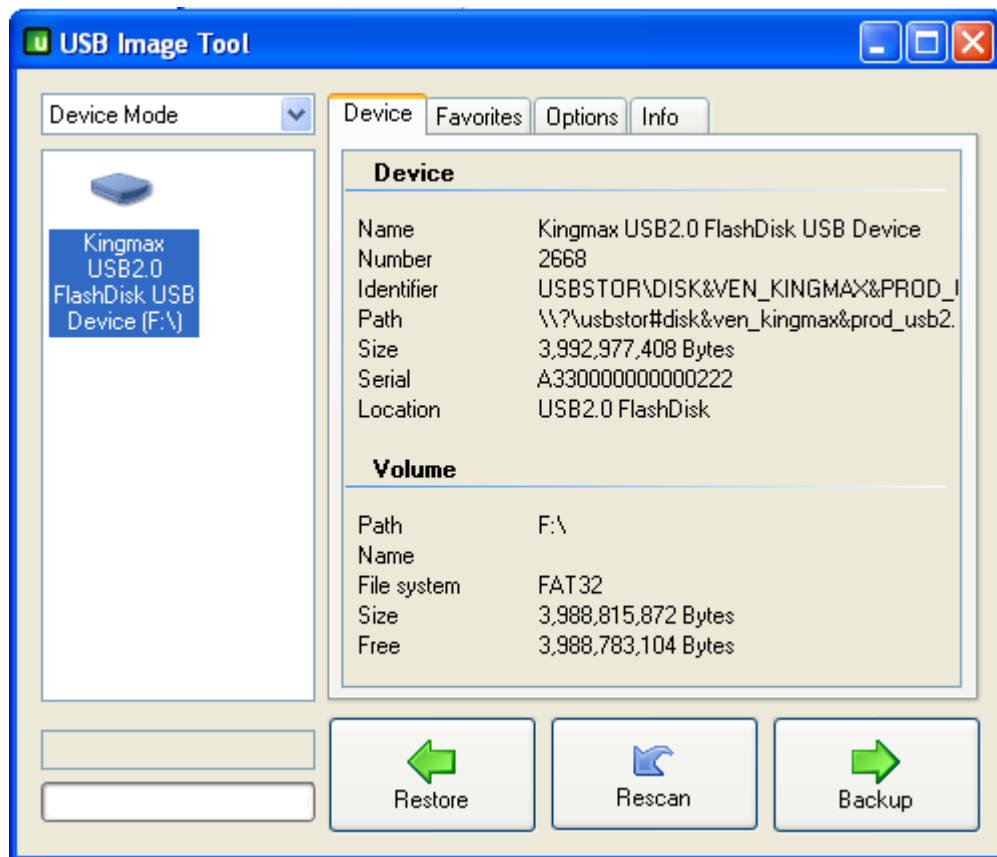 USB Image Tool
Device Mode
Device Favorites Options Info
Kingmax
USB2.0
FlashDisk USB
Device (F:\)
Device
Name Kingmax USB2.0 FlashDisk USB Device
Number 2668
Identifier USBSTOR\DISK&VEN_KINGMAX&PROD_
Path \\?\usbstor#disk&ven_kingmax&prod_usb2.
Size 3,992,977,408 Bytes
Serial A330000000000222
Location USB2.0 FlashDisk
Volume
Path F:\
Name
File system FAT32
Size 3,988,815,872 Bytes
Free 3,988,783,104 Bytes
Restore Rescan Backup